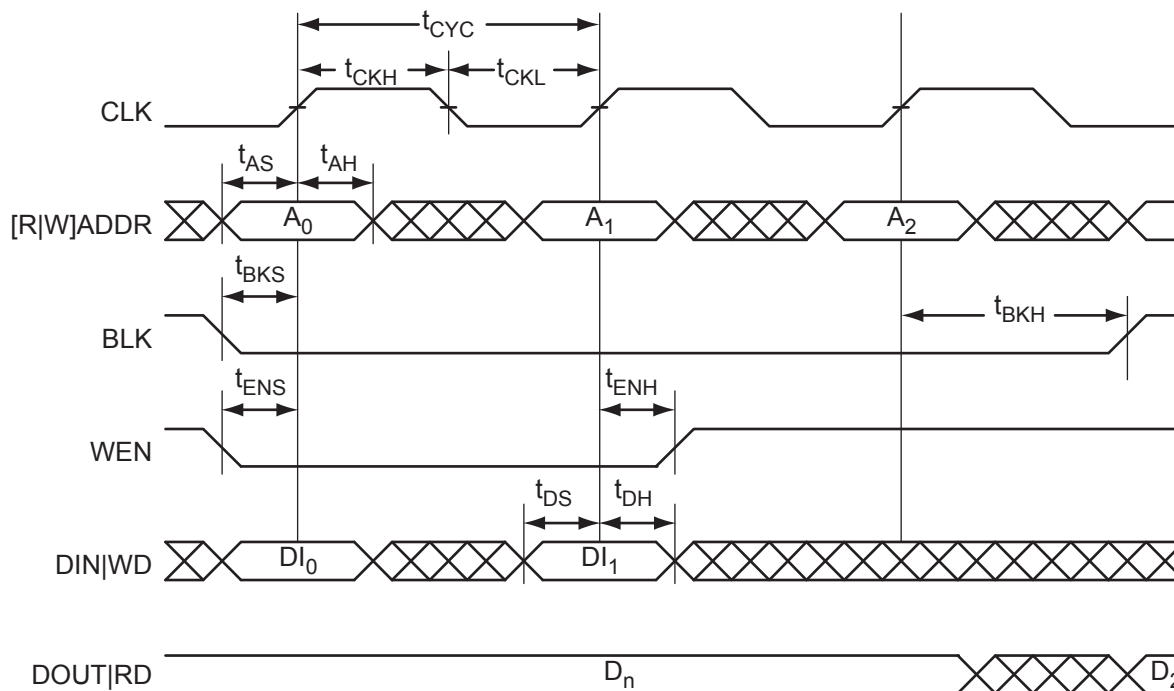 tCYC
tCKH tCKL
CLK
tAS tAH
[R|W]ADDR A0 A1 A2
tBKS
BLK tBKH
tENS tENH
WEN
tDS tDH
DIN|WD DI0 DI1
DOUT|RD Dn D2